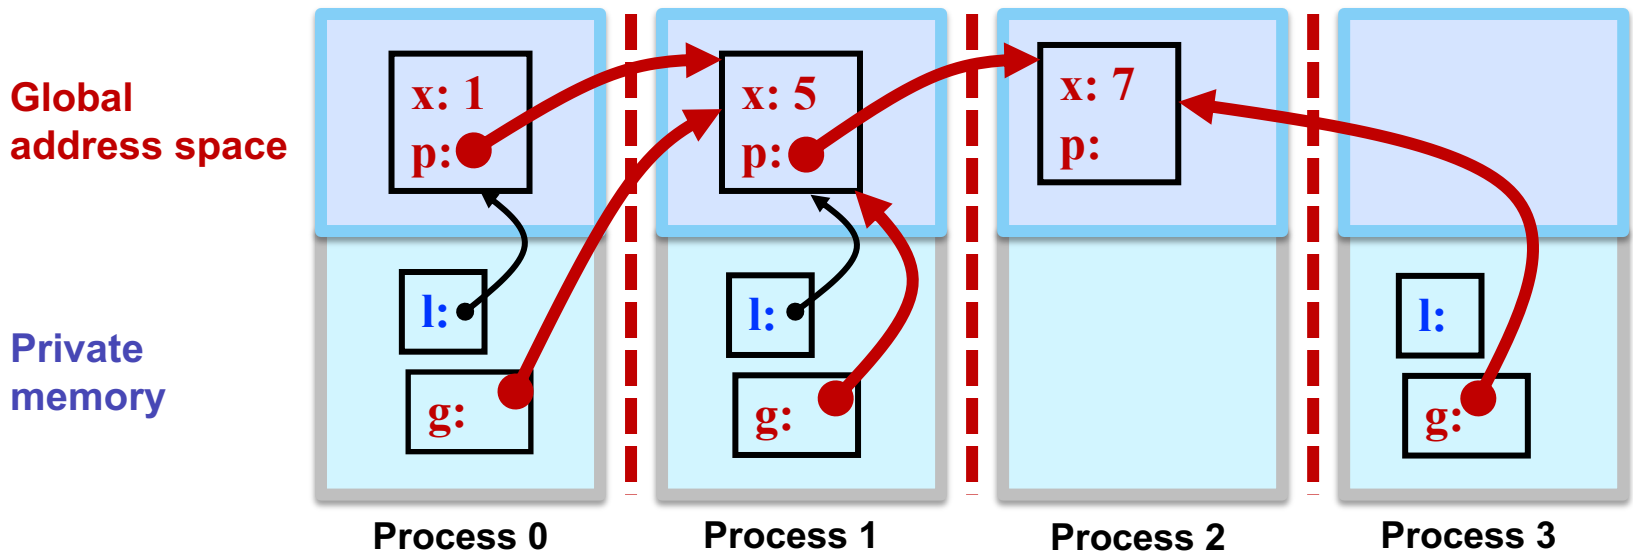 Global
address space
x: 1
p:
x: 5
p:
x: 7
p:
Private
memory
l:
g:
l:
g:
l:
g:
Process 0
Process 1
Process 2
Process 3